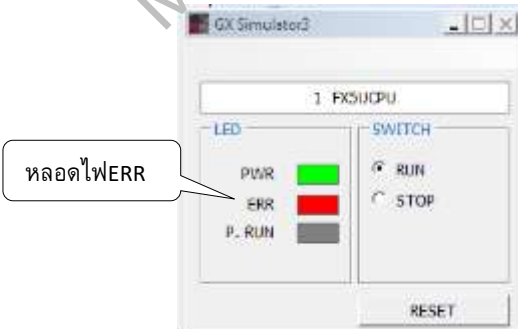 GX Simulator3
1 FX5UCPU
LED
SWITCH
หลอดไฟERR
PWR
RUN
ERR
STOP
P. RUN
RESET